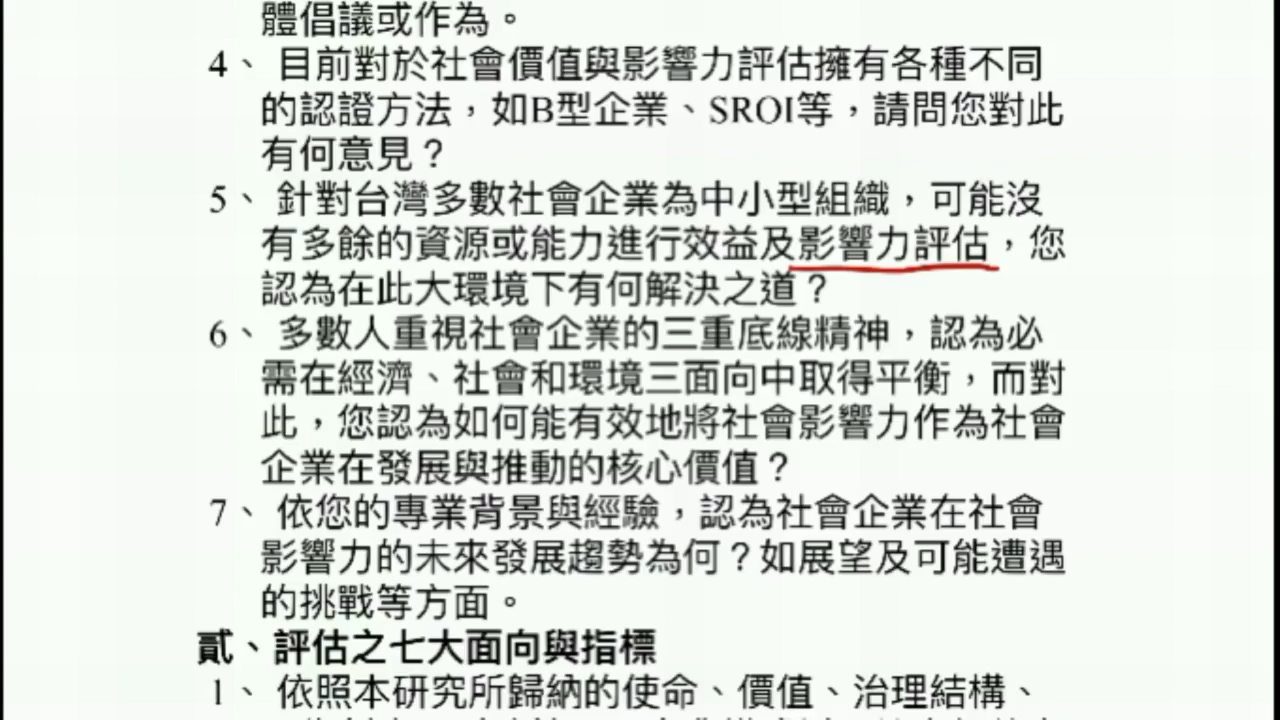 體倡議或作為。
4、 目前對於社會價值與影響力評估擁有各種不同
的認證方法，如B型企業、SROI等，請問您對此
有何意見？
5、 針對台灣多數社會企業為中小型組織，可能沒
有多餘的資源或能力進行效益及影響力評估，您
認為在此大環境下有何解決之道？
6、 多數人重視社會企業的三重底線精神，認為必
需在經濟、社會和環境三面向中取得平衡，而對
此，您認為如何能有效地將社會影響力作為社會
企業在發展與推動的核心價值？
7、 依您的專業背景與經驗，認為社會企業在社會
影響力的未來發展趨勢為何？如展望及可能遭遇
的挑戰等方面。
貳、評估之七大面向與指標
1、 依照本研究所歸納的使命、價值、治理結構、